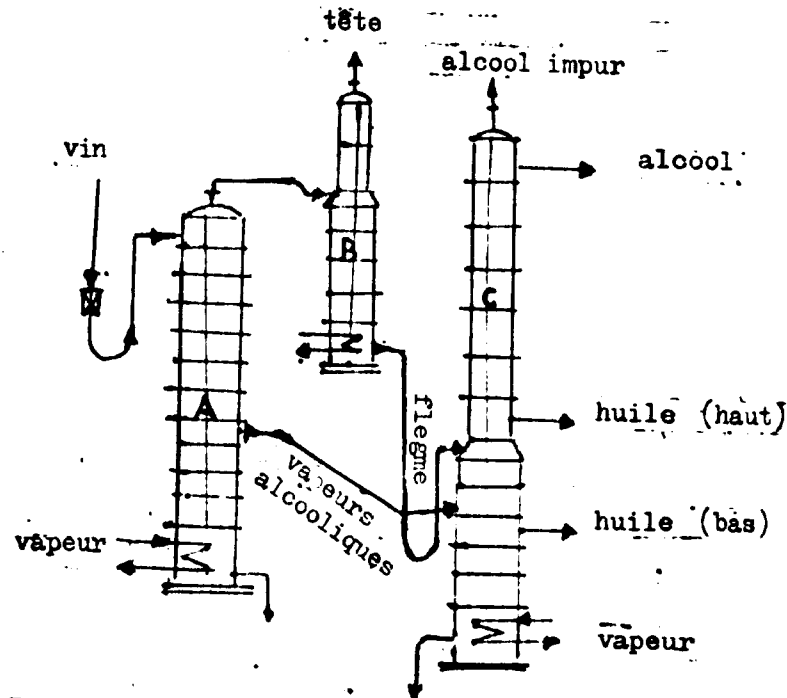 tête
alcool impur
vin
alcool
B
C
A
huile (haut)
flegme
vapeurs
alcooliques
huile (bas)
vapeur
vapeur